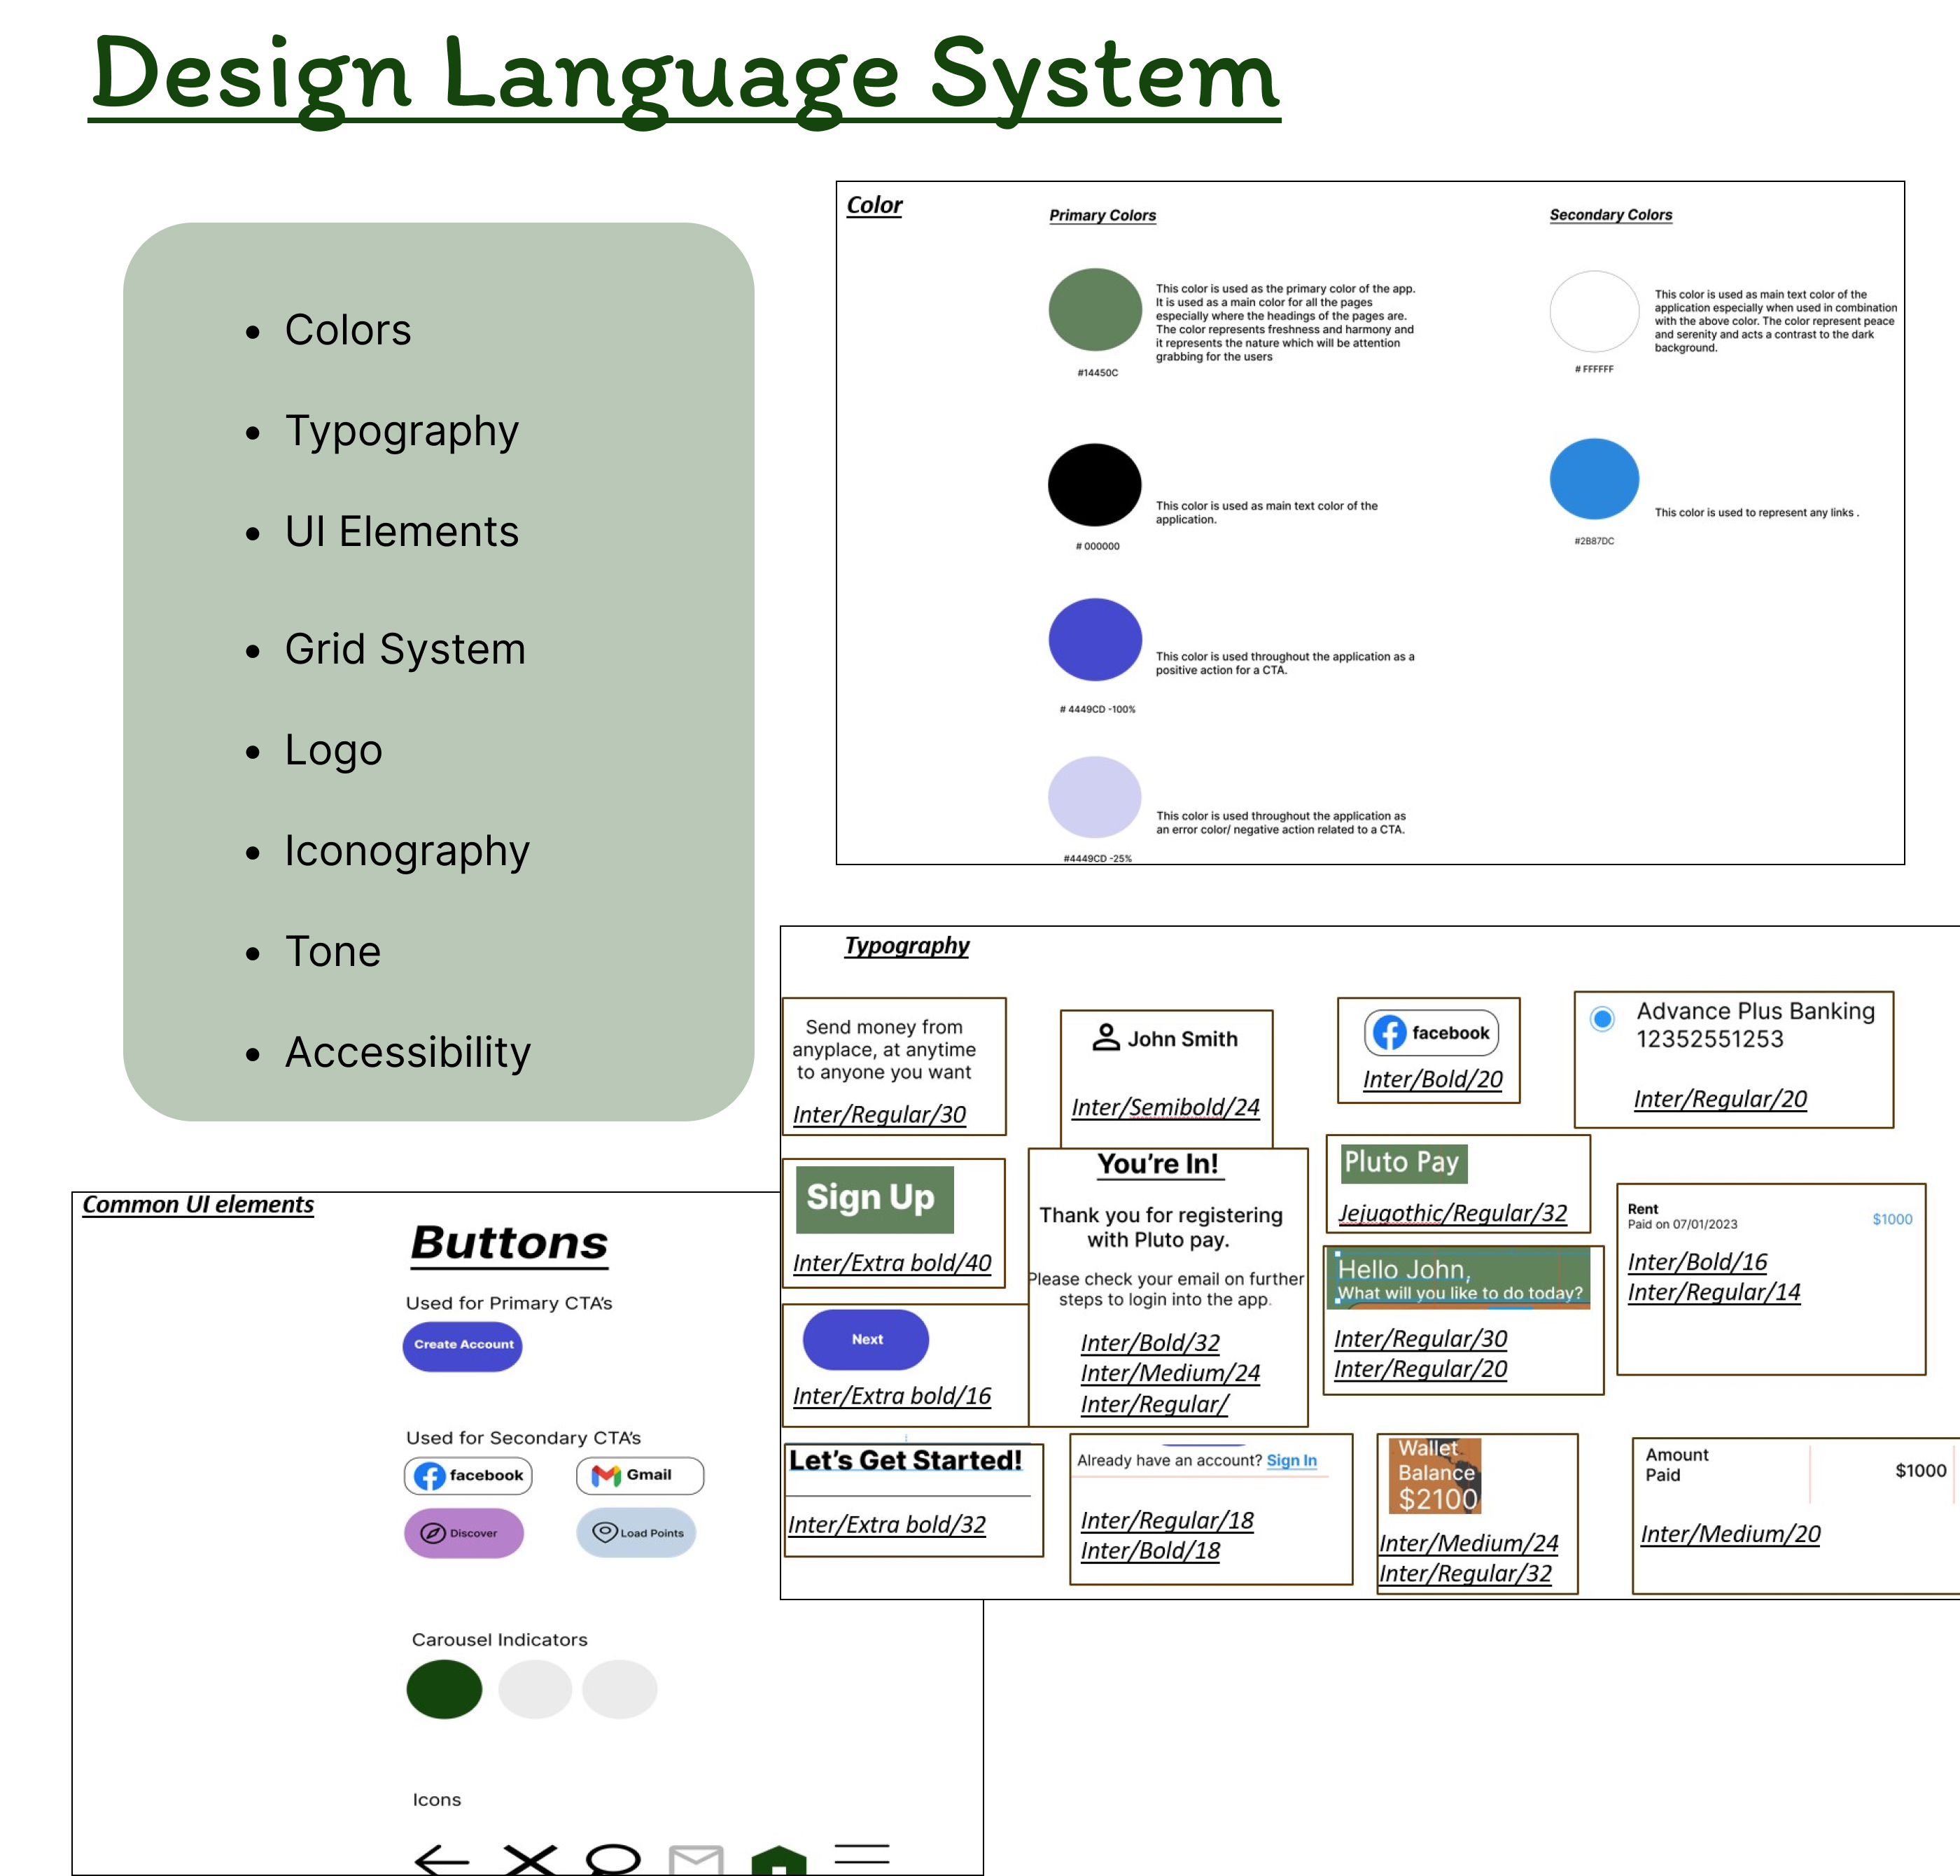 Design Language System
Colors
Typography
UI Elements
Grid System
Logo
Iconography
Tone
Accessibility
Color
Primary Colors
This color is used as the primary color of the app.
It is used as a main color for all the pages
especially where the headings of the pages are.
The color represents freshness and harmony and
it represents the nature which will be attention
grabbing for the users
#14450C
This color is used as main text color of the
application.
# 000000
This color is used throughout the application as a
positive action for a CTA.
# 4449CD -100%
This color is used throughout the application as
an error color/ negative action related to a CTA.
#4449CD -25%
Secondary Colors
This color is used as main text color of the
application especially when used in combination
with the above color. The color represent peace
and serenity and acts a contrast to the dark
background.
# FFFFFF
This color is used to represent any links .
#2B87DC
Typography
Send money from
anyplace, at anytime
to anyone you want
Inter/Regular/30
John Smith
Inter/Semibold/24
facebook
Inter/Bold/20
Advance Plus Banking
12352551253
Inter/Regular/20
Sign Up
Inter/Extra bold/40
You're In!
Thank you for registering
with Pluto pay.
Please check your email on further
steps to login into the app.
Inter/Bold/32
Inter/Medium/24
Inter/Regular/
Pluto Pay
Jejugothic/Regular/32
Hello John,
What will you like to do today?
Inter/Regular/30
Inter/Regular/20
Rent
Paid on 07/01/2023
$1000
Inter/Bold/16
Inter/Regular/14
Next
Inter/Extra bold/16
Let's Get Started!
Inter/Extra bold/32
Already have an account? Sign In
Inter/Regular/18
Inter/Bold/18
Wallet
Balance
$2100
Inter/Medium/24
Inter/Regular/32
Amount
Paid
$1000
Inter/Medium/20
Common UI elements
Buttons
Used for Primary CTA's
Create Account
Used for Secondary CTA's
facebook
Gmail
Discover
Load Points
Carousel Indicators
Icons